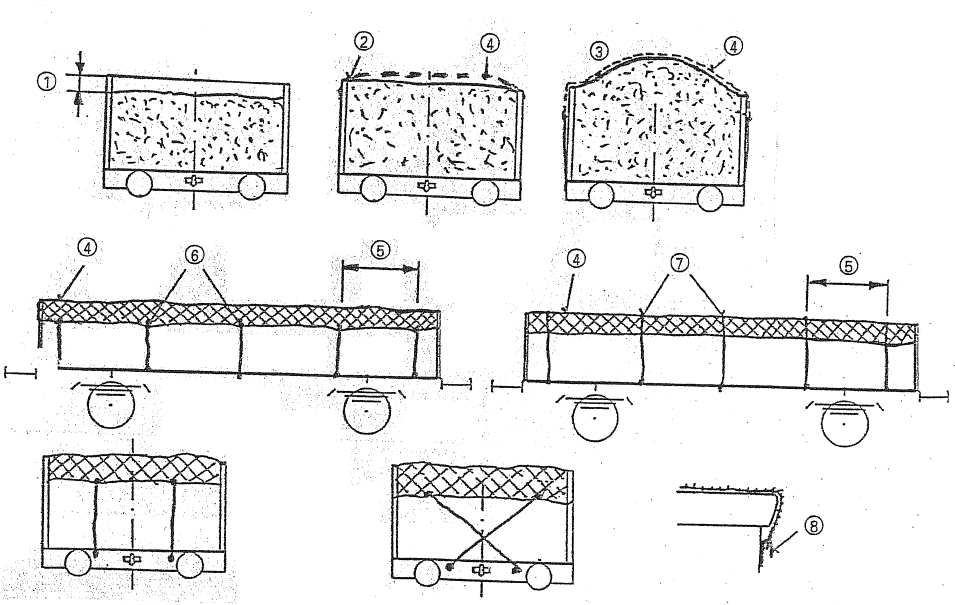 ① ② ④ ③ ④
④ ⑥ ⑤ ④ ⑦ ⑤
⑧